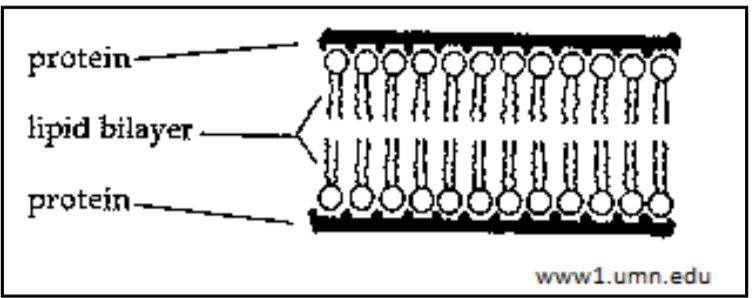 protein
lipid bilayer
protein
www1.umn.edu